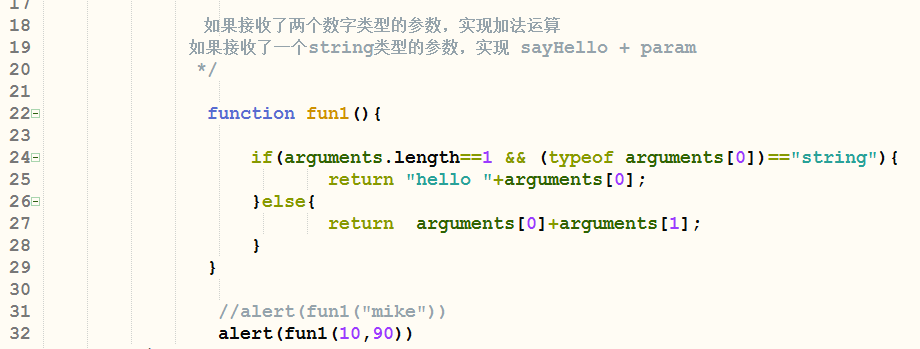 17
18 如果接收了两个数字类型的参数，实现加法运算
19 如果接收了一个string类型的参数，实现 sayHello + param
20 */
21
22 function fun1(){
23
24 if(arguments.length==1 && (typeof arguments[0])=="string"){
25 return "hello "+arguments[0];
26 }else{
27 return  arguments[0]+arguments[1];
28 }
29 }
30
31 //alert(fun1("mike"))
32 alert(fun1(10,90))